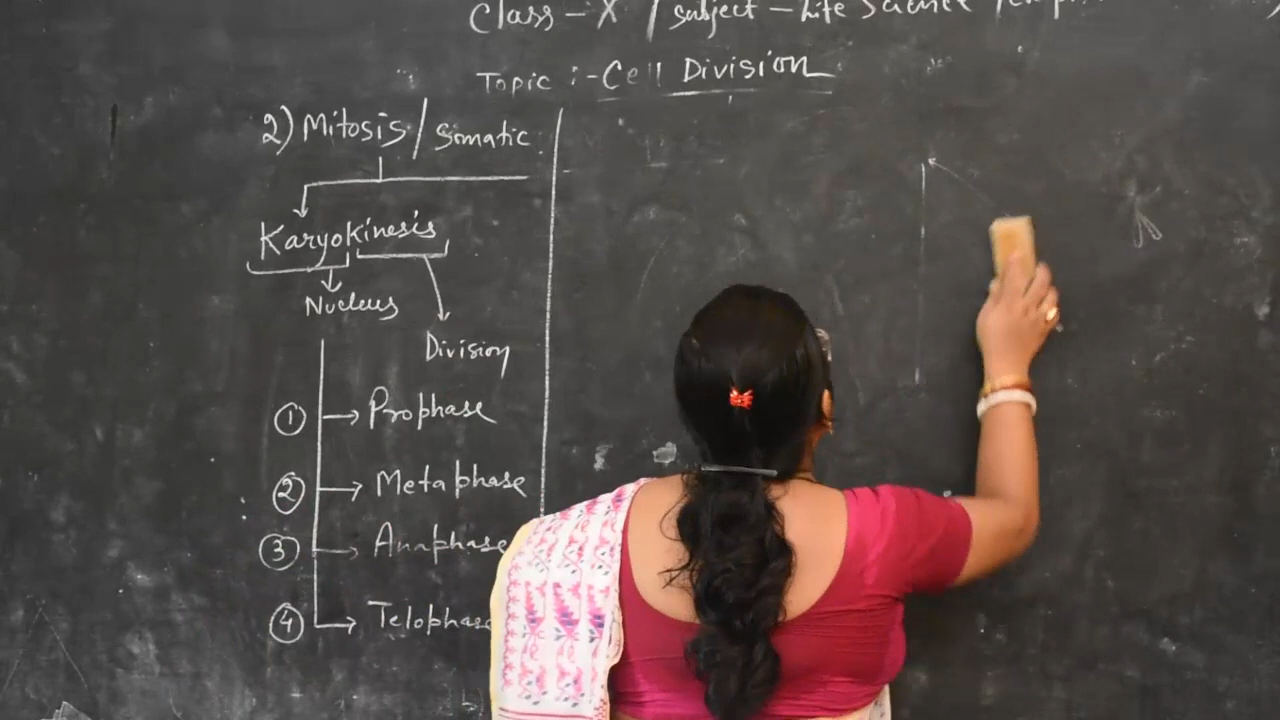 Class - X / Subject - Life Science /
Topic :- Cell Division
2) Mitosis / Somatic
Karyokinesis
Nucleus
Division
1 → Prophase
2 → Metaphase
3 → Anaphase
4 → Telophase